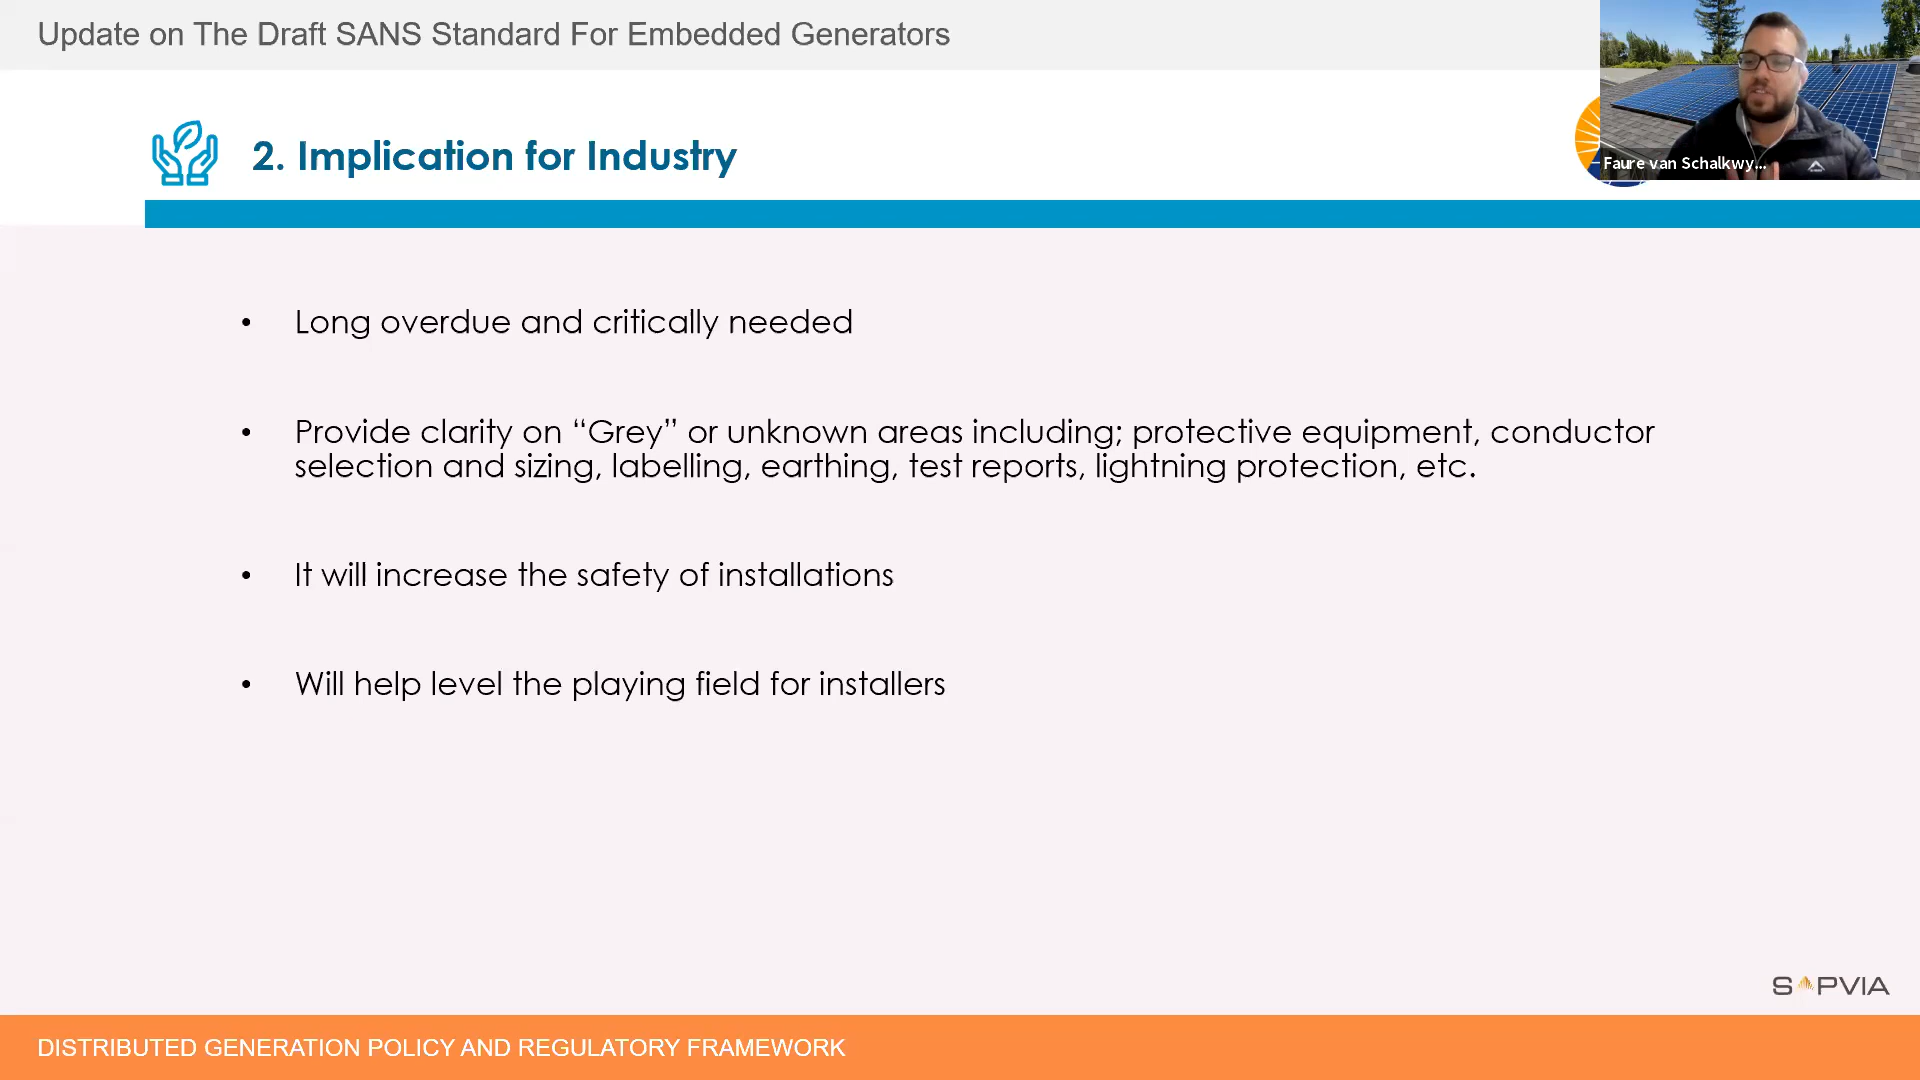 Update on The Draft SANS Standard For Embedded Generators
2. Implication for Industry
Faure van Schalkwy...
• Long overdue and critically needed
• Provide clarity on “Grey” or unknown areas including; protective equipment, conductor
selection and sizing, labelling, earthing, test reports, lightning protection, etc.
• It will increase the safety of installations
• Will help level the playing field for installers
SAPVIA
DISTRIBUTED GENERATION POLICY AND REGULATORY FRAMEWORK